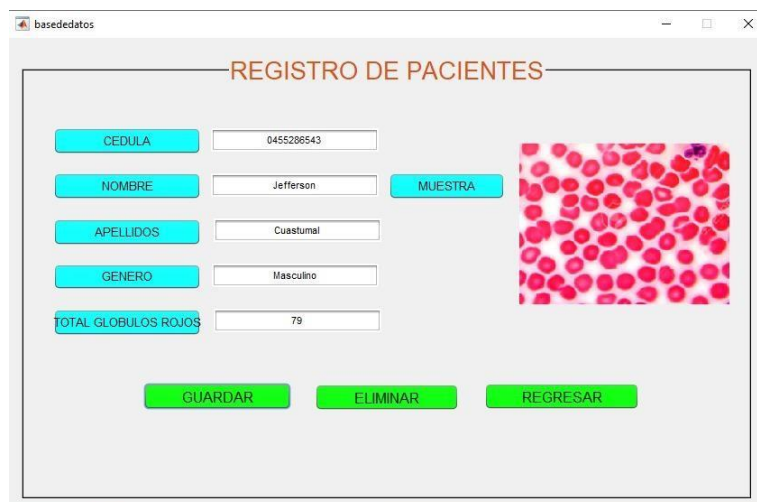 basededatos
REGISTRO DE PACIENTES
CEDULA 0455286543
NOMBRE Jefferson MUESTRA
APELLIDOS Cuastumal
GENERO Masculino
TOTAL GLOBULOS ROJOS 79
GUARDAR ELIMINAR REGRESAR